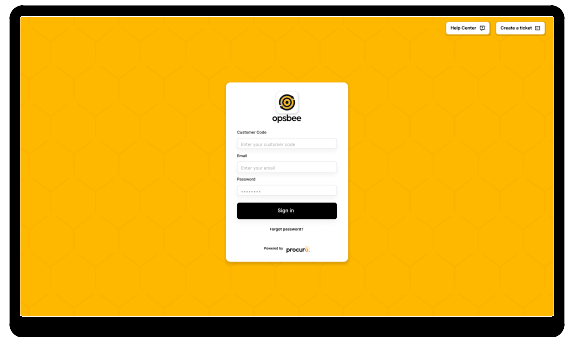 Help Center
Create a ticket
opsbee
Customer Code
Enter your customer code
Email
Enter your email
Password
Sign in
Forgot password?
Powered by procuro.